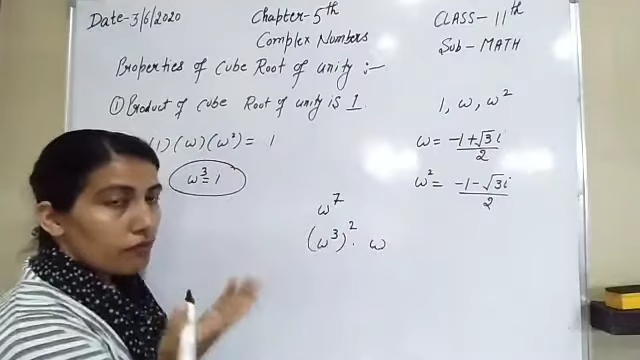 Date-3/6/2020 Chapter-5th CLASS-11th
Complex Numbers Sub-MATH
Properties of Cube Root of unity :-
① Product of cube Root of unity is 1.
1, ω, ω²
(1)(ω)(ω²) = 1
ω = (-1+√3i)/2
ω³=1
ω² = (-1-√3i)/2
ω⁷
(ω³)². ω